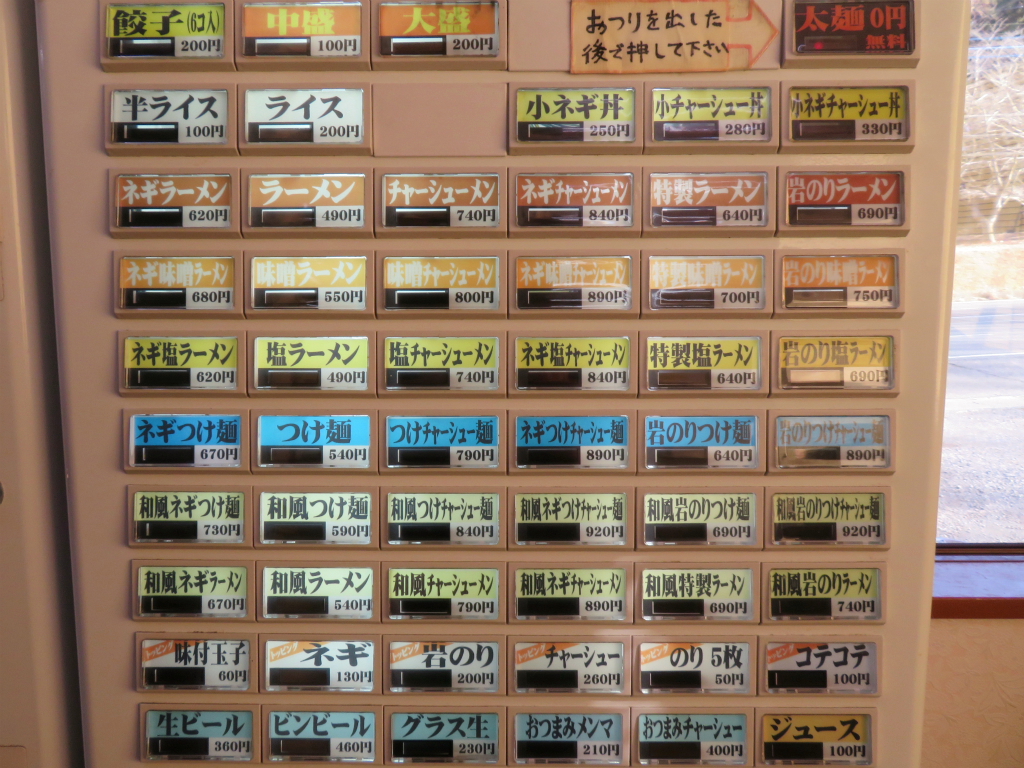 餃子(6コ入) 200円
中盛 100円
大盛 200円
おつりを出した
後で押して下さい
太麺0円
無料
半ライス 100円
ライス 200円
小ネギ丼 250円
小チャーシュー丼 280円
小ネギチャーシュー丼 330円
ネギラーメン 620円
ラーメン 490円
チャーシューメン 740円
ネギチャーシューメン 840円
特製ラーメン 640円
岩のりラーメン 690円
ネギ味噌ラーメン 680円
味噌ラーメン 550円
味噌チャーシューメン 800円
ネギ味噌チャーシューメン 890円
特製味噌ラーメン 700円
岩のり味噌ラーメン 750円
ネギ塩ラーメン 620円
塩ラーメン 490円
塩チャーシューメン 740円
ネギ塩チャーシューメン 840円
特製塩ラーメン 640円
岩のり塩ラーメン 690円
ネギつけ麺 670円
つけ麺 540円
つけチャーシュー麺 790円
ネギつけチャーシュー麺 890円
岩のりつけ麺 640円
岩のりつけチャーシュー麺 890円
和風ネギつけ麺 730円
和風つけ麺 590円
和風つけチャーシュー麺 840円
和風ネギつけチャーシュー麺 920円
和風岩のりつけ麺 690円
和風岩のりつけチャーシュー麺 920円
和風ネギラーメン 670円
和風ラーメン 540円
和風チャーシューメン 790円
和風ネギチャーシューメン 890円
和風特製ラーメン 690円
和風岩のりラーメン 740円
トッピング 味付玉子 60円
トッピング ネギ 130円
トッピング 岩のり 200円
トッピング チャーシュー 260円
トッピング のり5枚 50円
トッピング コテコテ 100円
生ビール 360円
ビンビール 460円
グラス生 230円
おつまみメンマ 210円
おつまみチャーシュー 400円
ジュース 100円